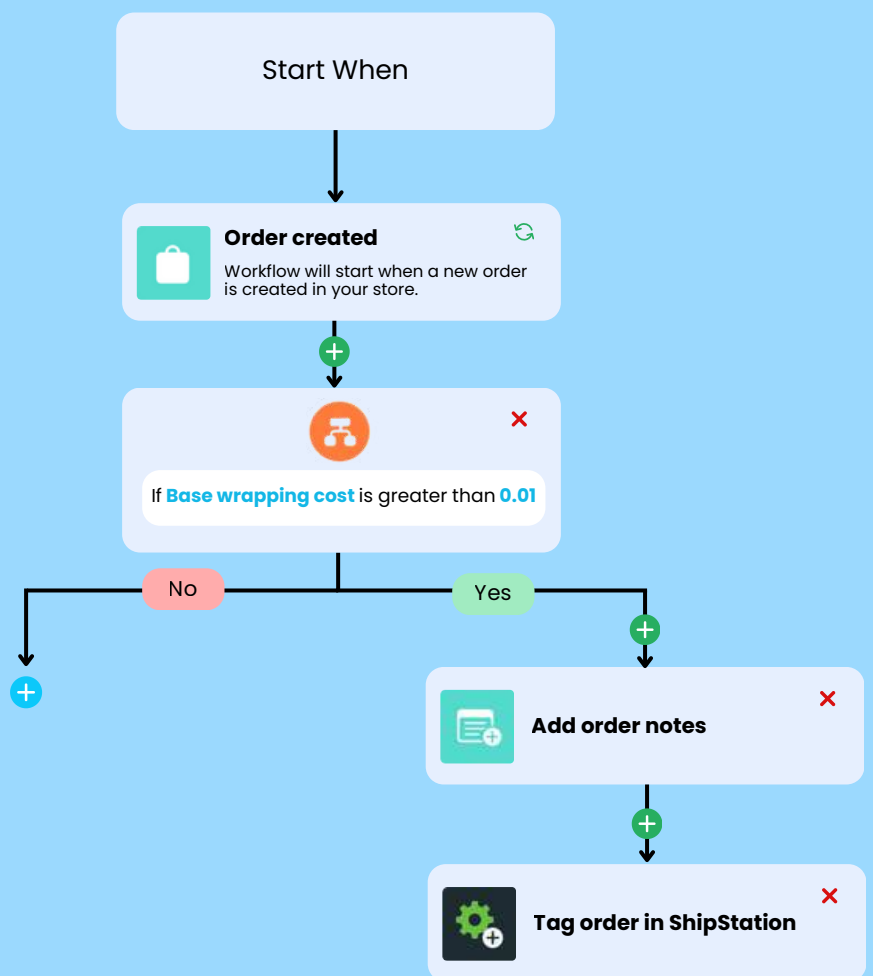 Start When
Order created
Workflow will start when a new order
is created in your store.
If Base wrapping cost is greater than 0.01
No
Yes
Add order notes
Tag order in ShipStation